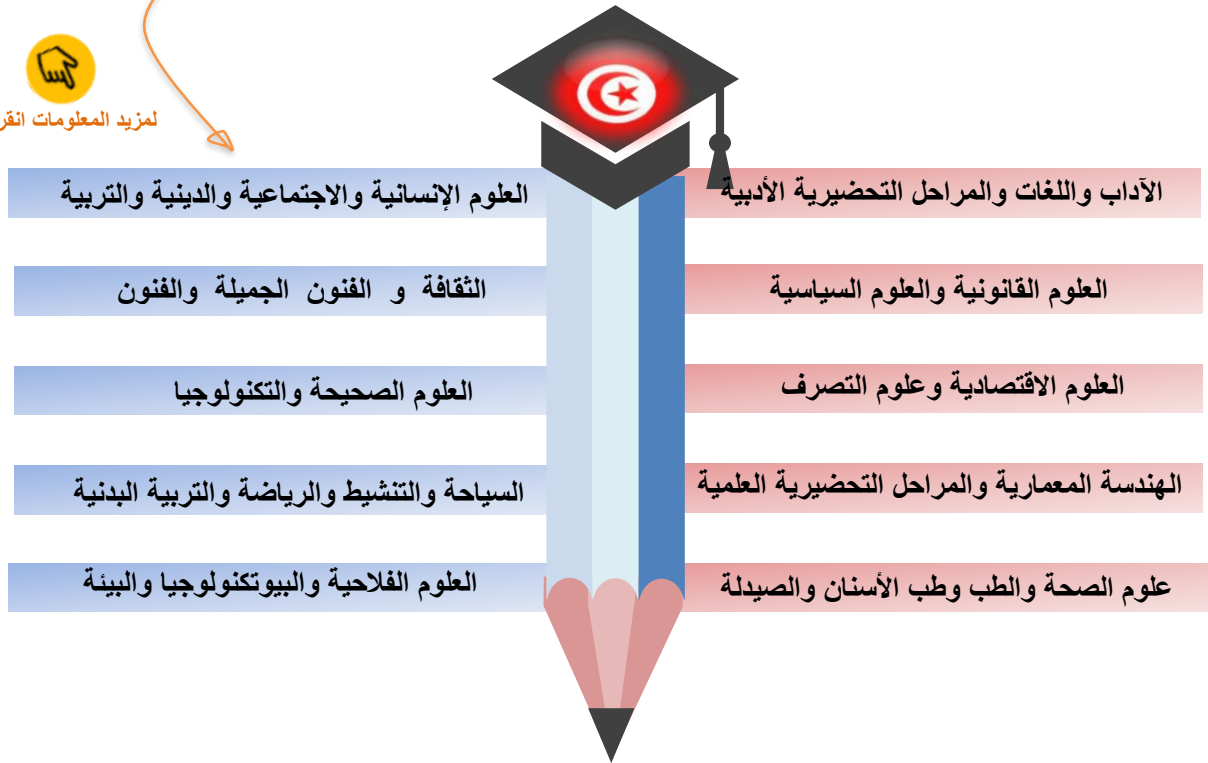 لمزيد المعلومات
الآداب واللغات والمراحل التحضيرية الأدبية
العلوم الإنسانية والاجتماعية والدينية والتربية
العلوم القانونية والعلوم السياسية
الثقافة و الفنون الجميلة والفنون
العلوم الاقتصادية وعلوم التصرف
العلوم الصحيحة والتكنولوجيا
الهندسة المعمارية والمراحل التحضيرية العلمية
السياحة والتنشيط والرياضة والتربية البدنية
علوم الصحة والطب وطب الأسنان والصيدلة
العلوم الفلاحية والبيوتكنولوجيا والبيئة